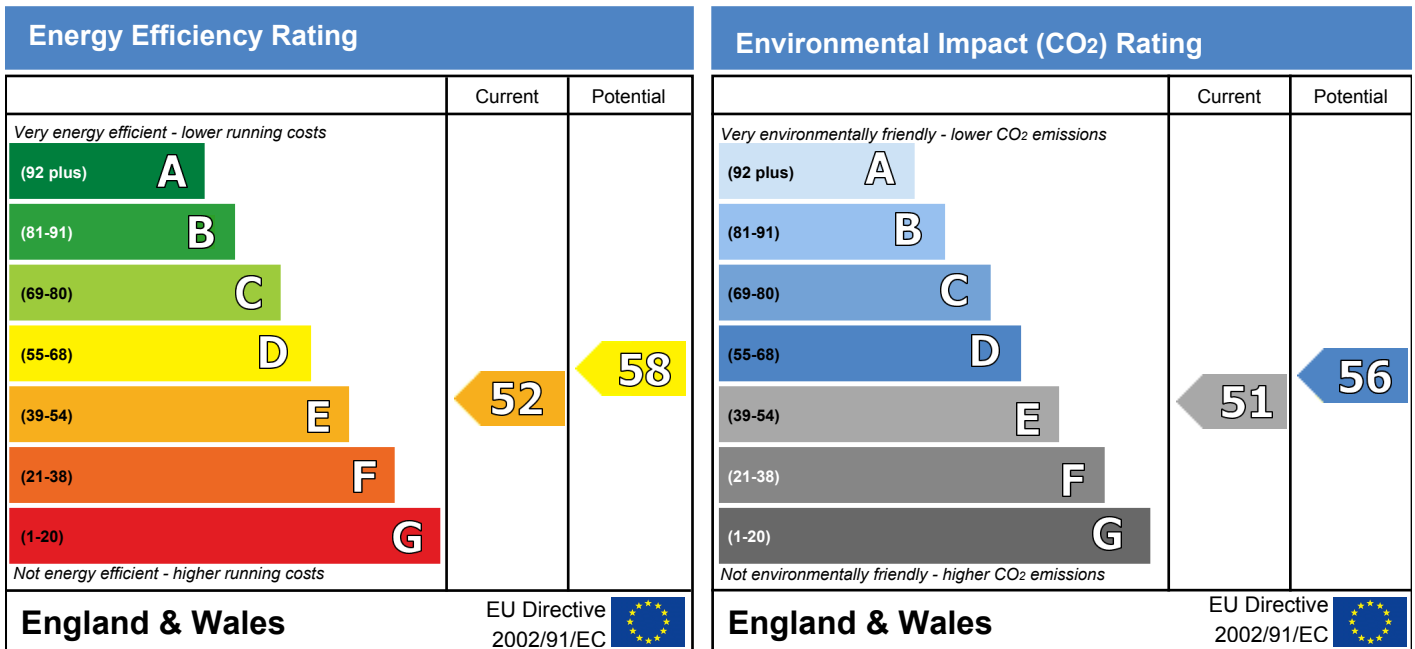 Energy Efficiency Rating
Current Potential
Very energy efficient - lower running costs
(92 plus) A
(81-91) B
(69-80) C
(55-68) D
58
(39-54) E
52
(21-38) F
(1-20) G
Not energy efficient - higher running costs
England & Wales
EU Directive
2002/91/EC
Environmental Impact (CO2) Rating
Current Potential
Very environmentally friendly - lower CO2 emissions
(92 plus) A
(81-91) B
(69-80) C
(55-68) D
56
(39-54) E
51
(21-38) F
(1-20) G
Not environmentally friendly - higher CO2 emissions
England & Wales
EU Directive
2002/91/EC